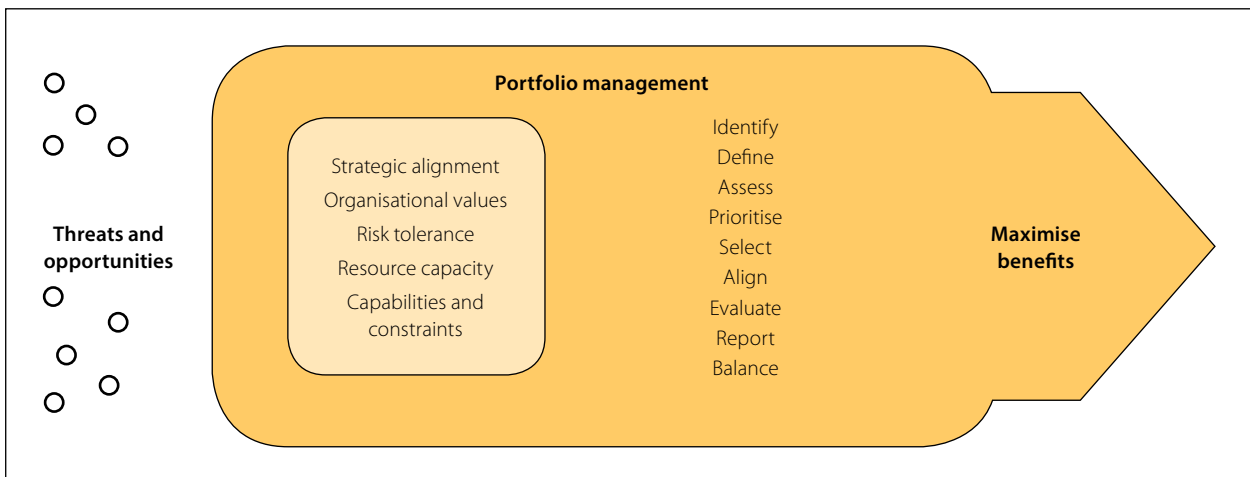 Portfolio management
Threats and
opportunities
Strategic alignment
Organisational values
Risk tolerance
Resource capacity
Capabilities and
constraints
Identify
Define
Assess
Prioritise
Select
Align
Evaluate
Report
Balance
Maximise
benefits